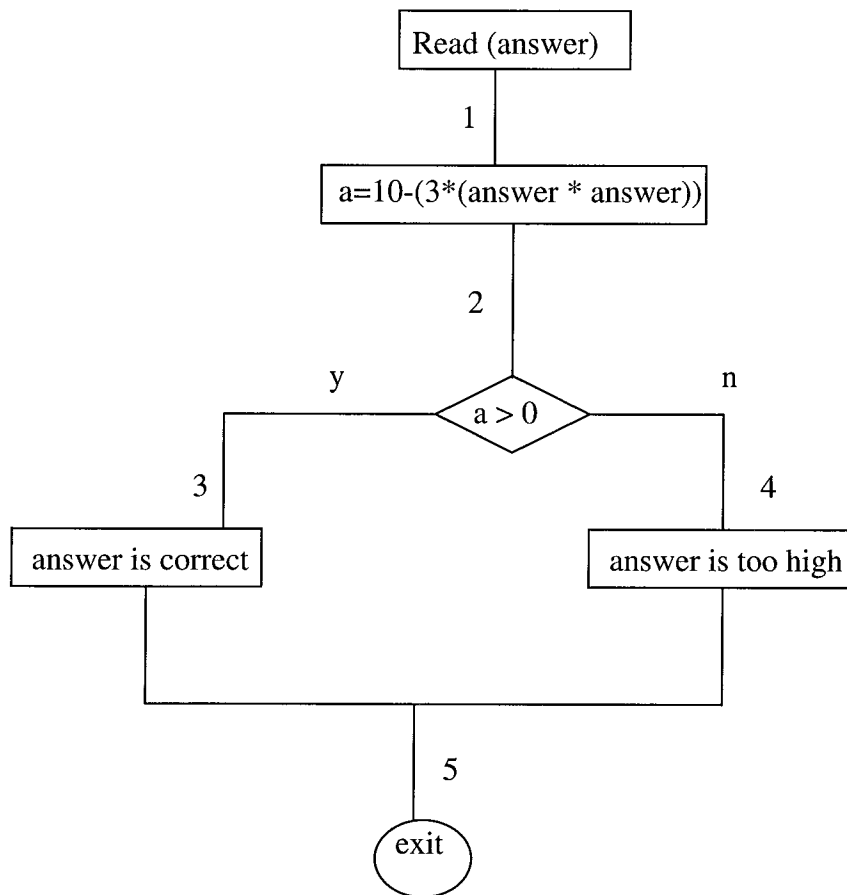 Read (answer)
1
a=10-(3*(answer * answer))
2
y
n
a > 0
3
4
answer is correct
answer is too high
5
exit